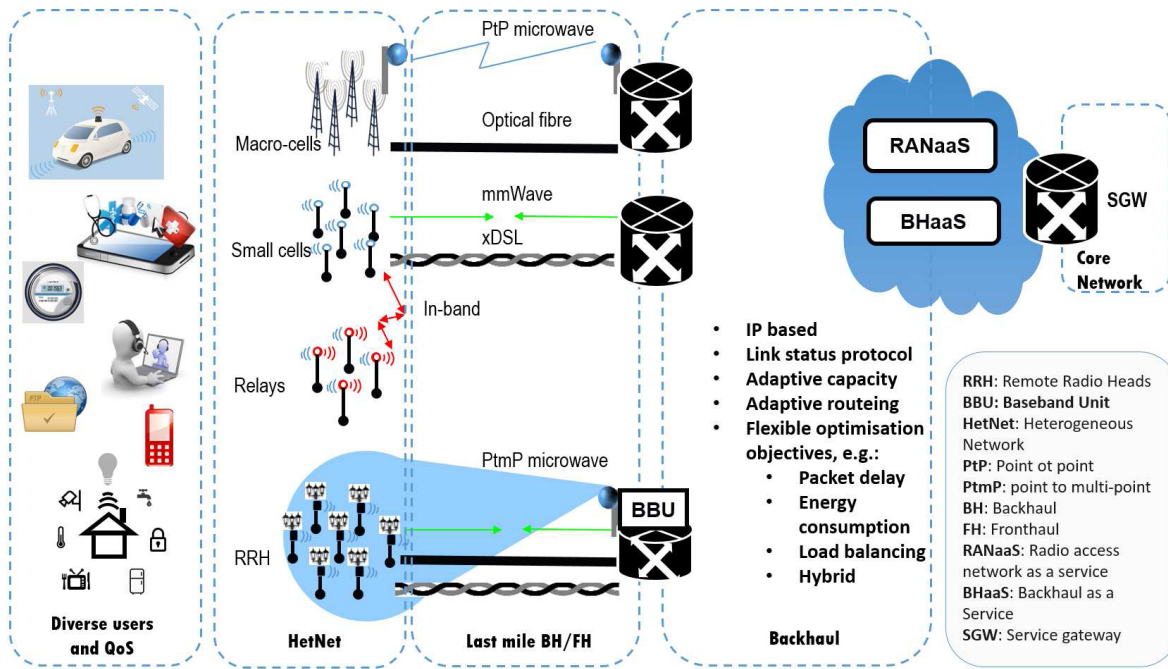 PtP microwave
Optical fibre
Macro-cells
mmWave
Small cells
xDSL
In-band
Relays
PtmP microwave
BBU
RRH
FTP
Diverse users
and QoS
HetNet
Last mile BH/FH
Backhaul
RANaaS
BHaaS
SGW
Core
Network
• IP based
• Link status protocol
• Adaptive capacity
• Adaptive routeing
• Flexible optimisation
objectives, e.g.:
• Packet delay
• Energy
consumption
• Load balancing
• Hybrid
RRH: Remote Radio Heads
BBU: Baseband Unit
HetNet: Heterogeneous
Network
PtP: Point ot point
PtmP: point to multi-point
BH: Backhaul
FH: Fronthaul
RANaaS: Radio access
network as a service
BHaaS: Backhaul as a
Service
SGW: Service gateway